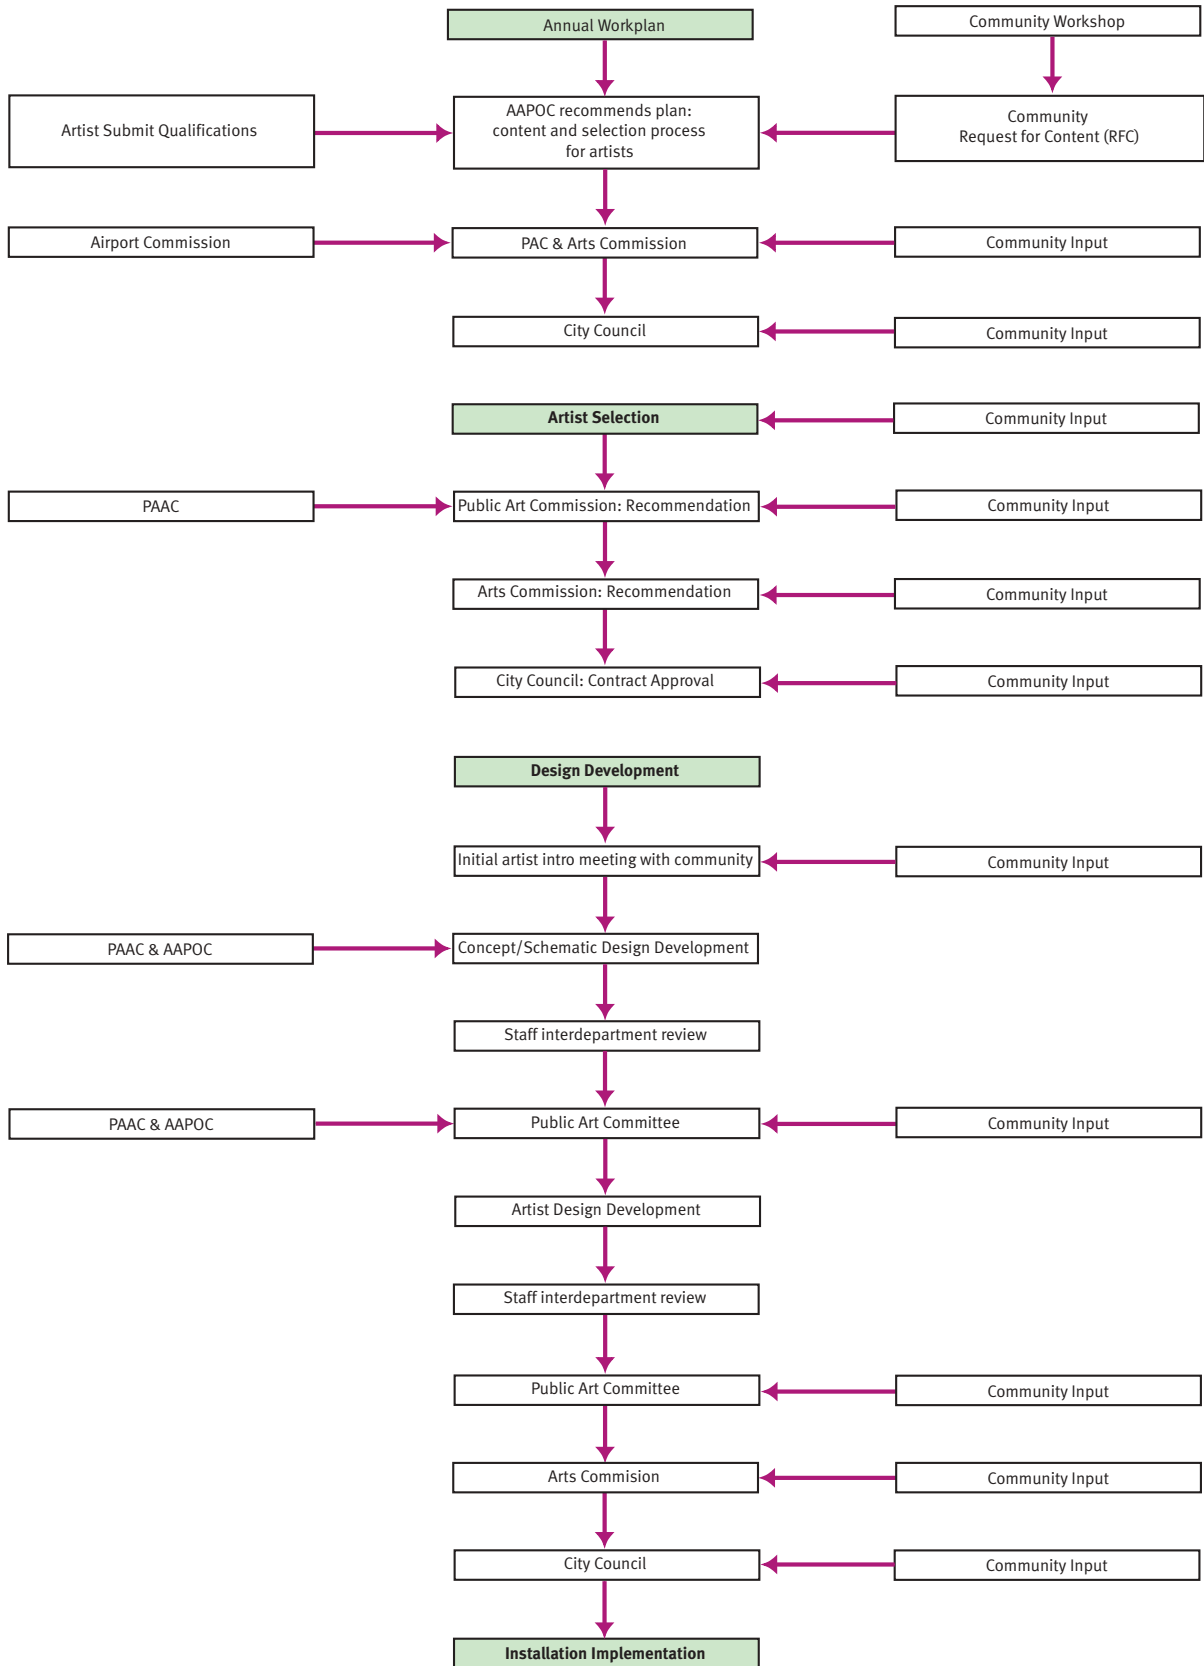 Annual Workplan
Community Workshop
Artist Submit Qualifications
AAPOC recommends plan:
content and selection process
for artists
Community
Request for Content (RFC)
Airport Commission
PAC & Arts Commission
Community Input
City Council
Community Input
Artist Selection
Community Input
PAAC
Public Art Commission: Recommendation
Community Input
Arts Commission: Recommendation
Community Input
City Council: Contract Approval
Community Input
Design Development
Initial artist intro meeting with community
Community Input
PAAC & AAPOC
Concept/Schematic Design Development
Staff interdepartment review
PAAC & AAPOC
Public Art Committee
Community Input
Artist Design Development
Staff interdepartment review
Public Art Committee
Community Input
Arts Commision
Community Input
City Council
Community Input
Installation Implementation